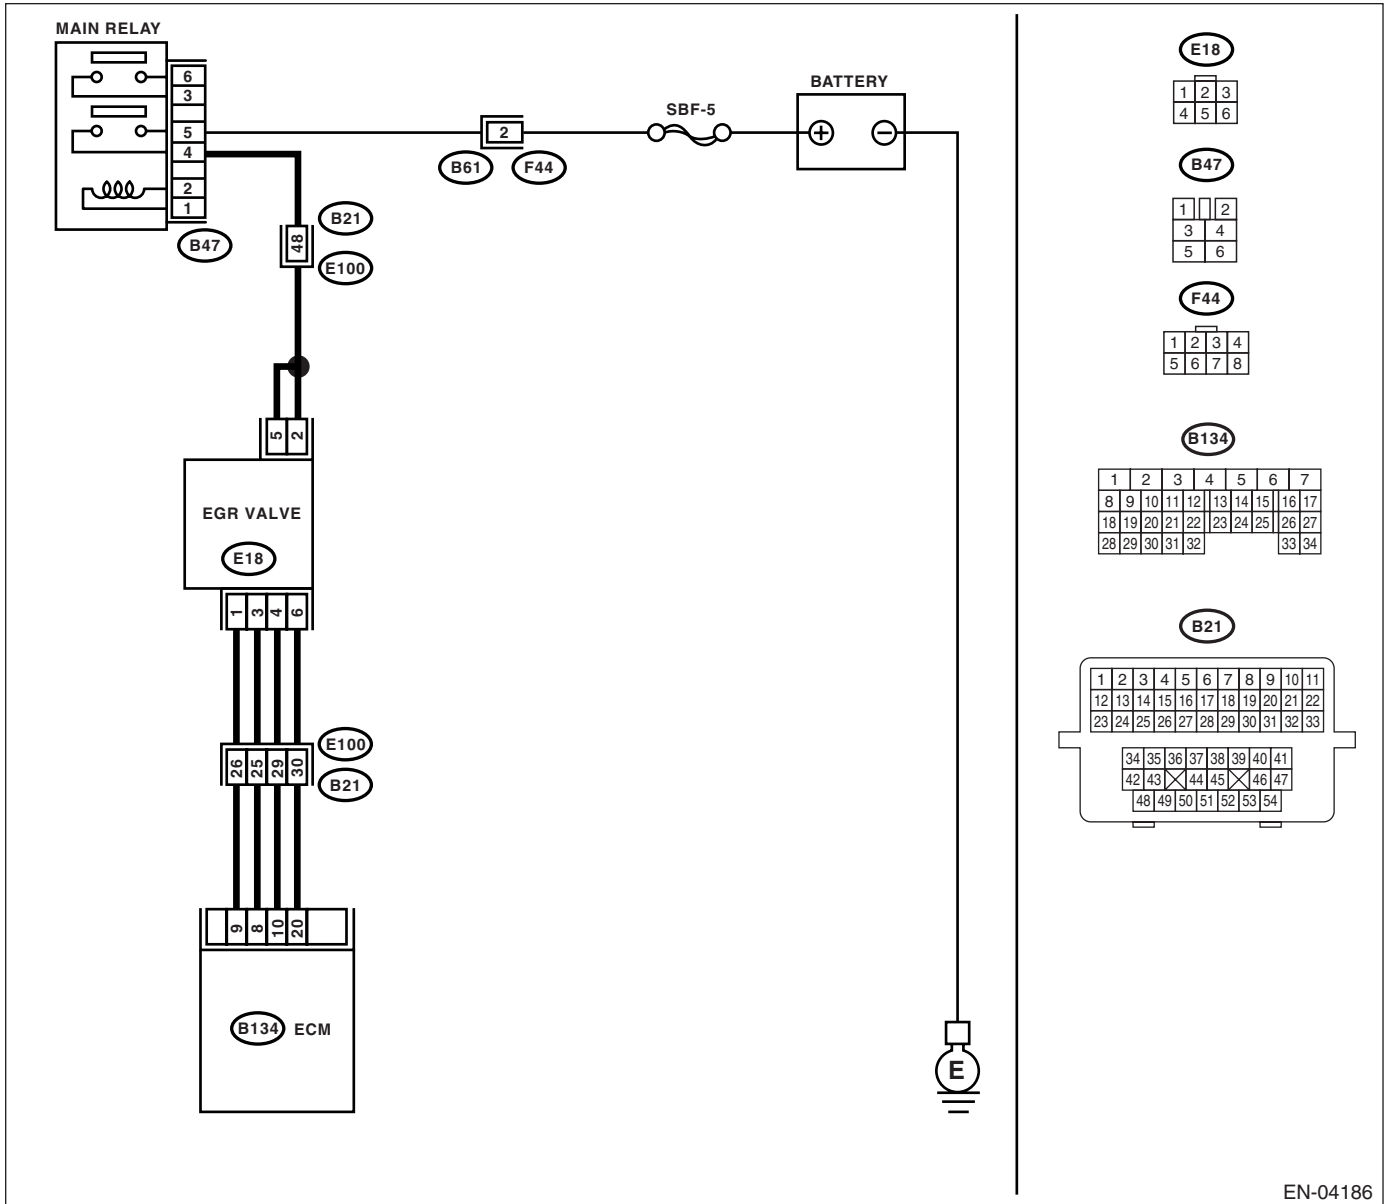 MAIN RELAY
6
3
5
4
2
1
B47
2
B61
F44
SBF-5
BATTERY
+
−
B21
48
E100
5 2
EGR VALVE
E18
1 3 4 6
E100
26 25 29 30
B21
9 8 10 20
B134 ECM
E
E18
1 2 3
4 5 6
B47
1 2
3 4
5 6
F44
1 2 3 4
5 6 7 8
B134
1 2 3 4 5 6 7
8 9 10 11 12 13 14 15 16 17
18 19 20 21 22 23 24 25 26 27
28 29 30 31 32 33 34
B21
1 2 3 4 5 6 7 8 9 10 11
12 13 14 15 16 17 18 19 20 21 22
23 24 25 26 27 28 29 30 31 32 33
34 35 36 37 38 39 40 41
42 43 44 45 46 47
48 49 50 51 52 53 54
EN-04186